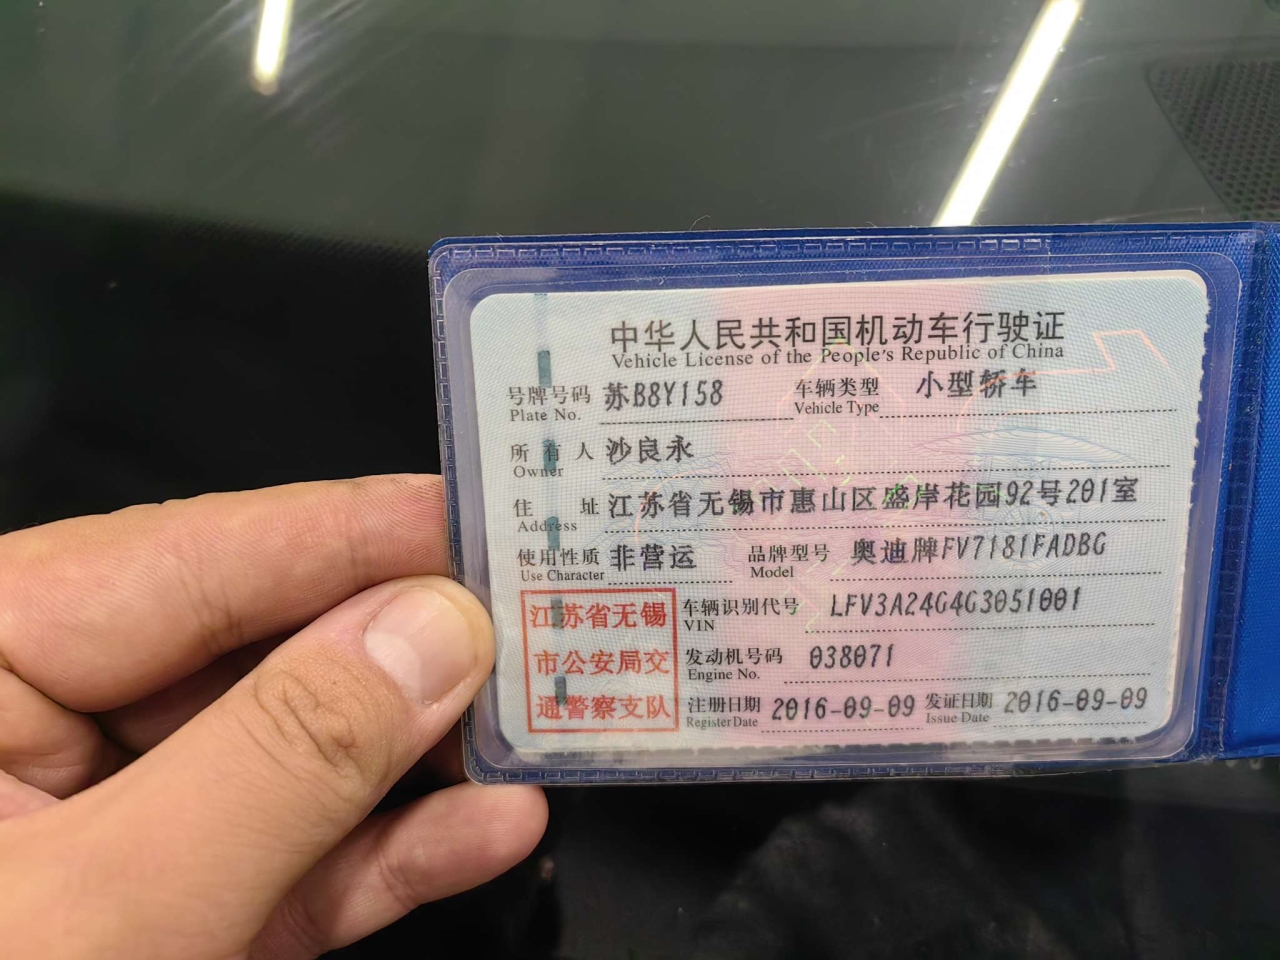 中华人民共和国机动车行驶证
Vehicle License of the People's Republic of China
号牌号码 苏B8Y158 车辆类型 小型轿车
Plate No. Vehicle Type
所有人 沙良永
Owner
住址 江苏省无锡市惠山区盛岸花园92号201室
Address
使用性质 非营运 品牌型号 奥迪牌FV7181FADBG
Use Character Model
江苏省无锡 车辆识别代号 LFV3A24G4G3051001
VIN
市公安局交 发动机号码 038071
Engine No.
通警察支队 注册日期 2016-09-09 发证日期 2016-09-09
Register Date Issue Date